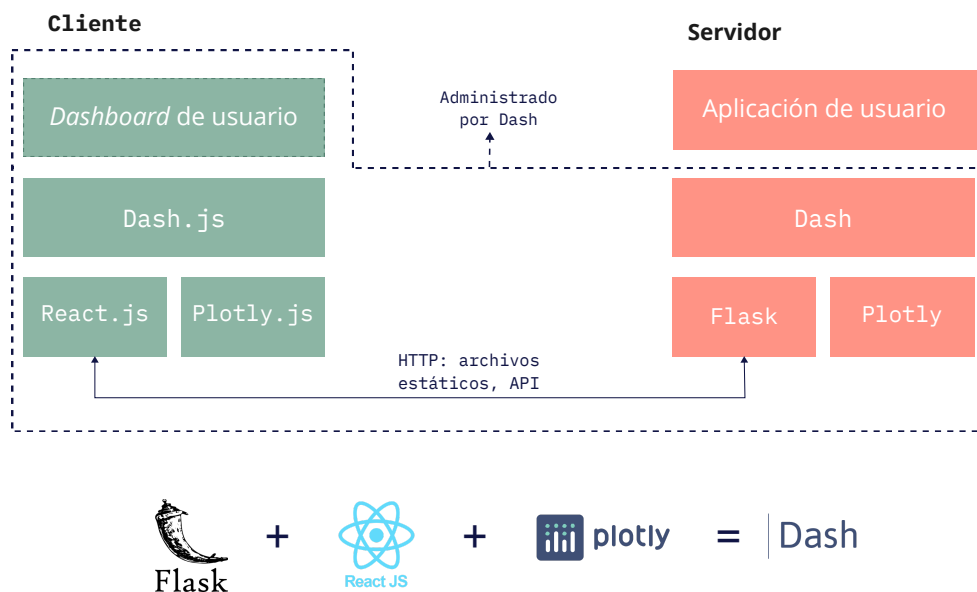 Cliente
Servidor
Dashboard de usuario
Administrado
por Dash
Aplicación de usuario
Dash.js
Dash
React.js
Plotly.js
Flask
Plotly
HTTP: archivos
estáticos, API
Flask
+
React JS
+
plotly
=
Dash